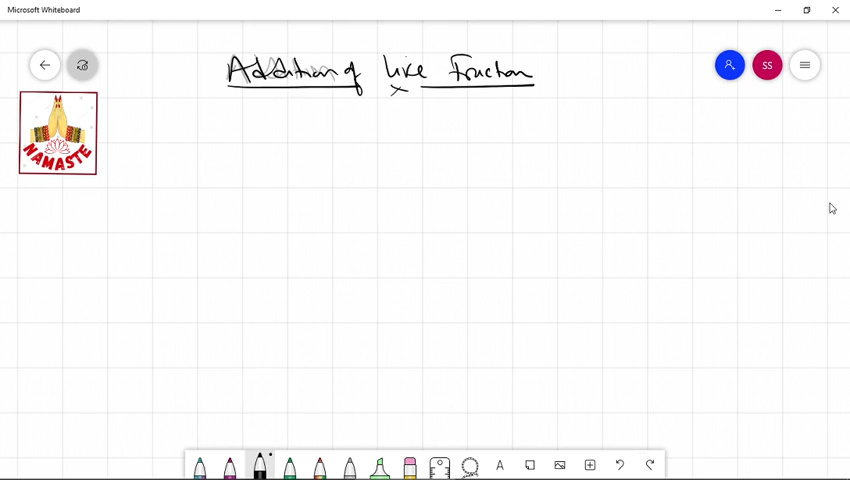 Microsoft Whiteboard
Addition of like Fraction
SS
NAMASTE
A